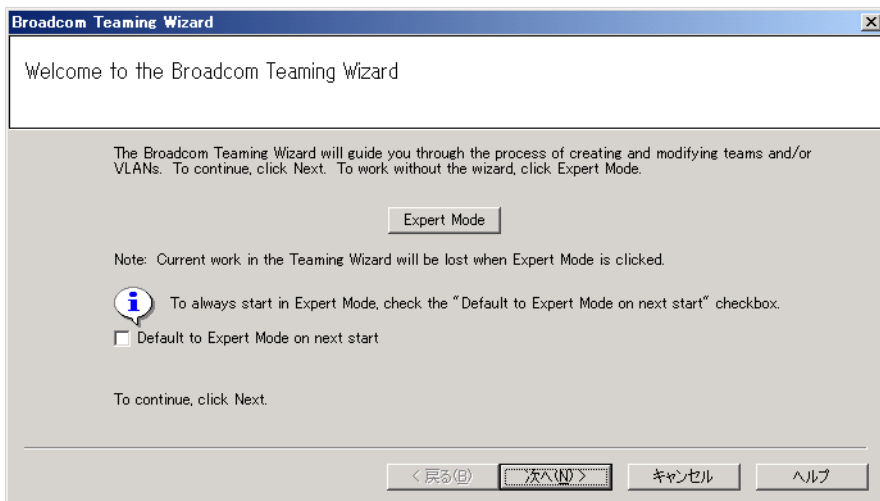 Broadcom Teaming Wizard
Welcome to the Broadcom Teaming Wizard
The Broadcom Teaming Wizard will guide you through the process of creating and modifying teams and/or
VLANs. To continue, click Next. To work without the wizard, click Expert Mode.
Expert Mode
Note: Current work in the Teaming Wizard will be lost when Expert Mode is clicked.
To always start in Expert Mode, check the "Default to Expert Mode on next start" checkbox.
Default to Expert Mode on next start
To continue, click Next.
< 戻る(B) 次へ(N) > キャンセル ヘルプ